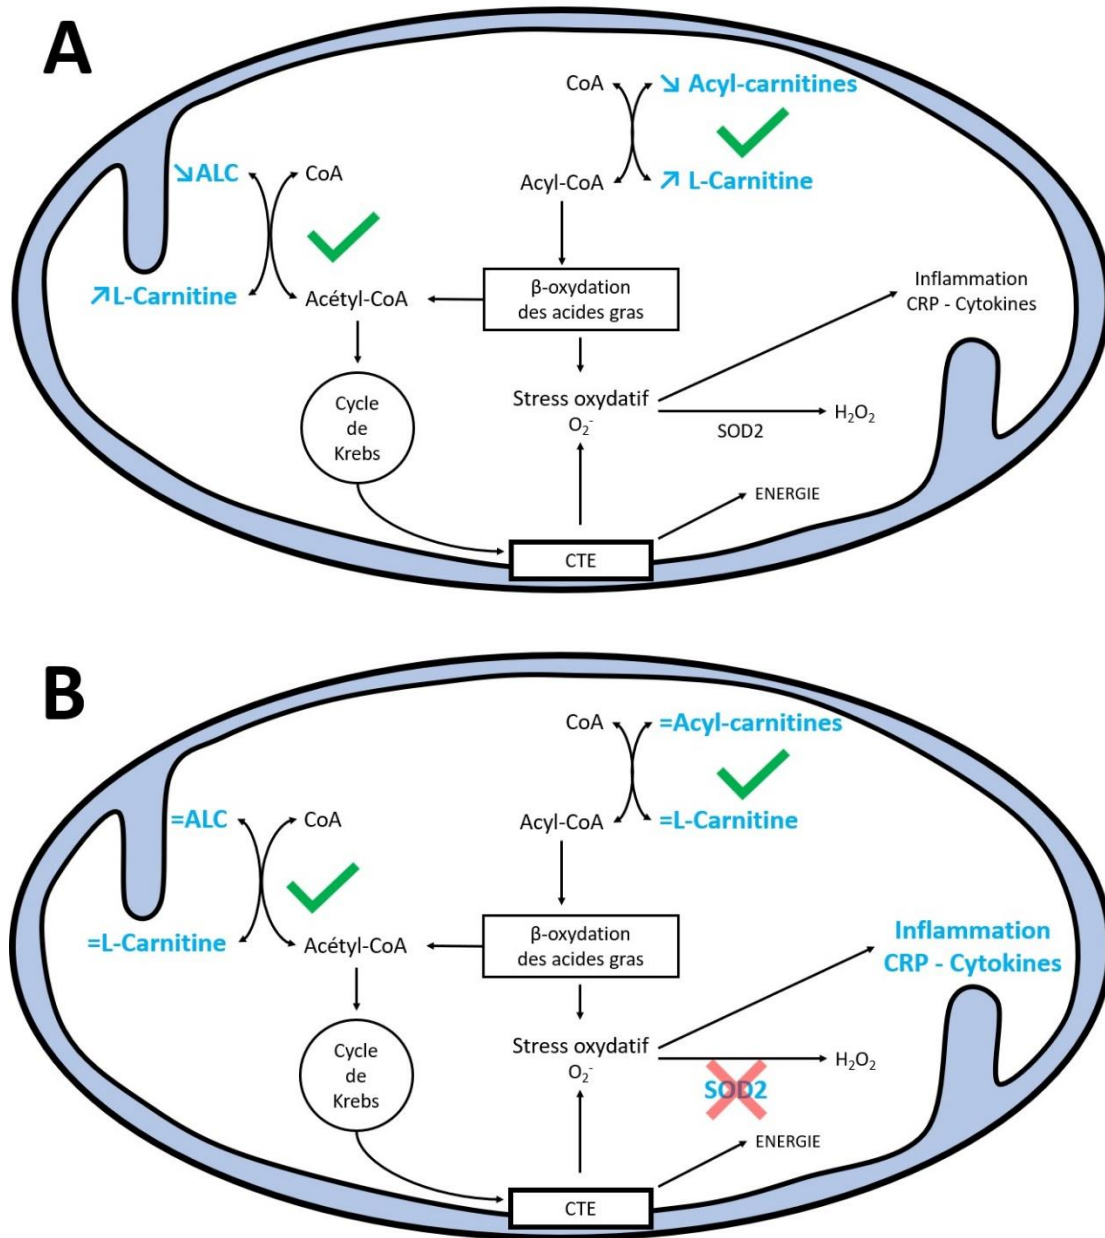 A
CoA
↘ Acyl-carnitines
↘ALC
CoA
Acyl-CoA
↗ L-Carnitine
↗L-Carnitine
Acétyl-CoA
β-oxydation
des acides gras
Inflammation
CRP - Cytokines
Cycle
de
Krebs
Stress oxydatif
O₂⁻
SOD2
H₂O₂
ENERGIE
CTE
B
CoA
=Acyl-carnitines
=ALC
CoA
Acyl-CoA
=L-Carnitine
=L-Carnitine
Acétyl-CoA
β-oxydation
des acides gras
Inflammation
CRP - Cytokines
Cycle
de
Krebs
Stress oxydatif
O₂⁻
SOD2
H₂O₂
ENERGIE
CTE